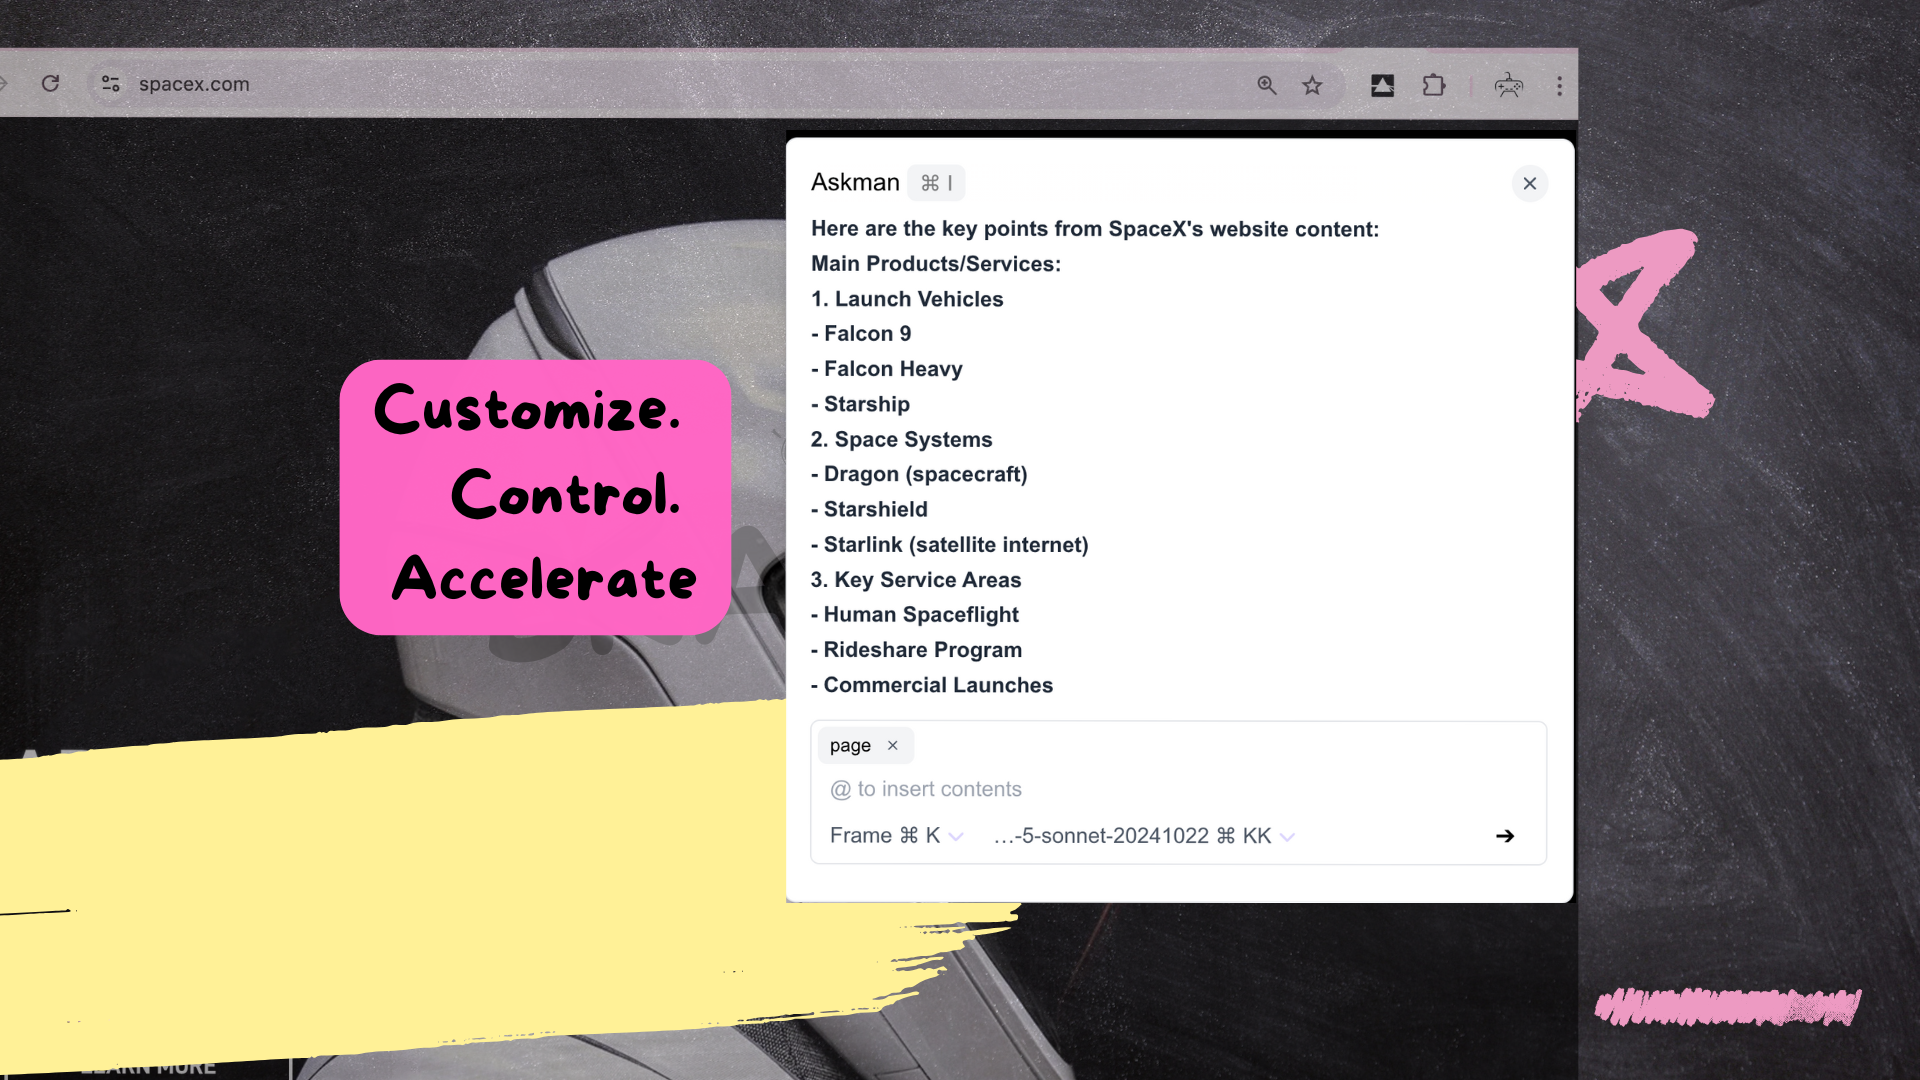 spacex.com
Askman ⌘ I
Here are the key points from SpaceX's website content:
Main Products/Services:
1. Launch Vehicles
- Falcon 9
- Falcon Heavy
- Starship
2. Space Systems
- Dragon (spacecraft)
- Starshield
- Starlink (satellite internet)
3. Key Service Areas
- Human Spaceflight
- Rideshare Program
- Commercial Launches
page
@ to insert contents
Frame ⌘ K
...-5-sonnet-20241022 ⌘ KK
Customize.
Control.
Accelerate
LEARN MORE